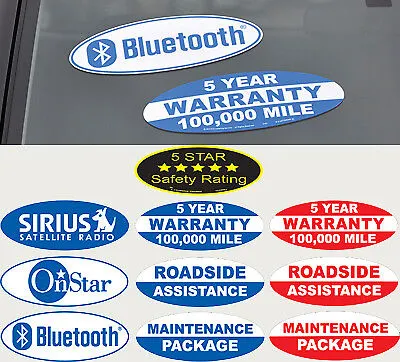 Bluetooth®
5 YEAR
WARRANTY
100,000 MILE
5 STAR
★★★★★
Safety Rating
SIRIUS
SATELLITE RADIO
5 YEAR
WARRANTY
100,000 MILE
5 YEAR
WARRANTY
100,000 MILE
OnStar
ROADSIDE
ASSISTANCE
ROADSIDE
ASSISTANCE
Bluetooth®
MAINTENANCE
PACKAGE
MAINTENANCE
PACKAGE